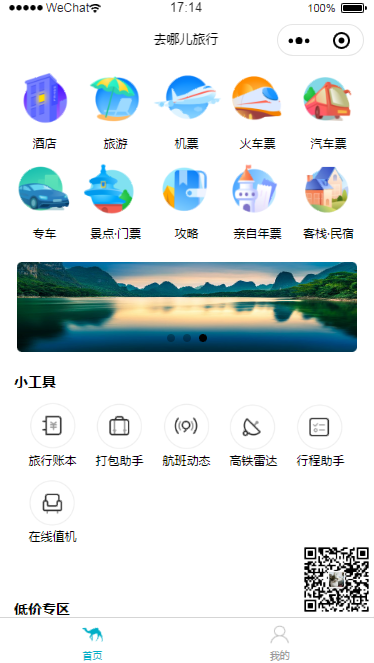 WeChat 17:14 100%
去哪儿旅行
酒店 旅游 机票 火车票 汽车票
专车 景点·门票 攻略 亲自年票 客栈·民宿
小工具
旅行账本 打包助手 航班动态 高铁雷达 行程助手
在线值机
低价专区
首页 我的